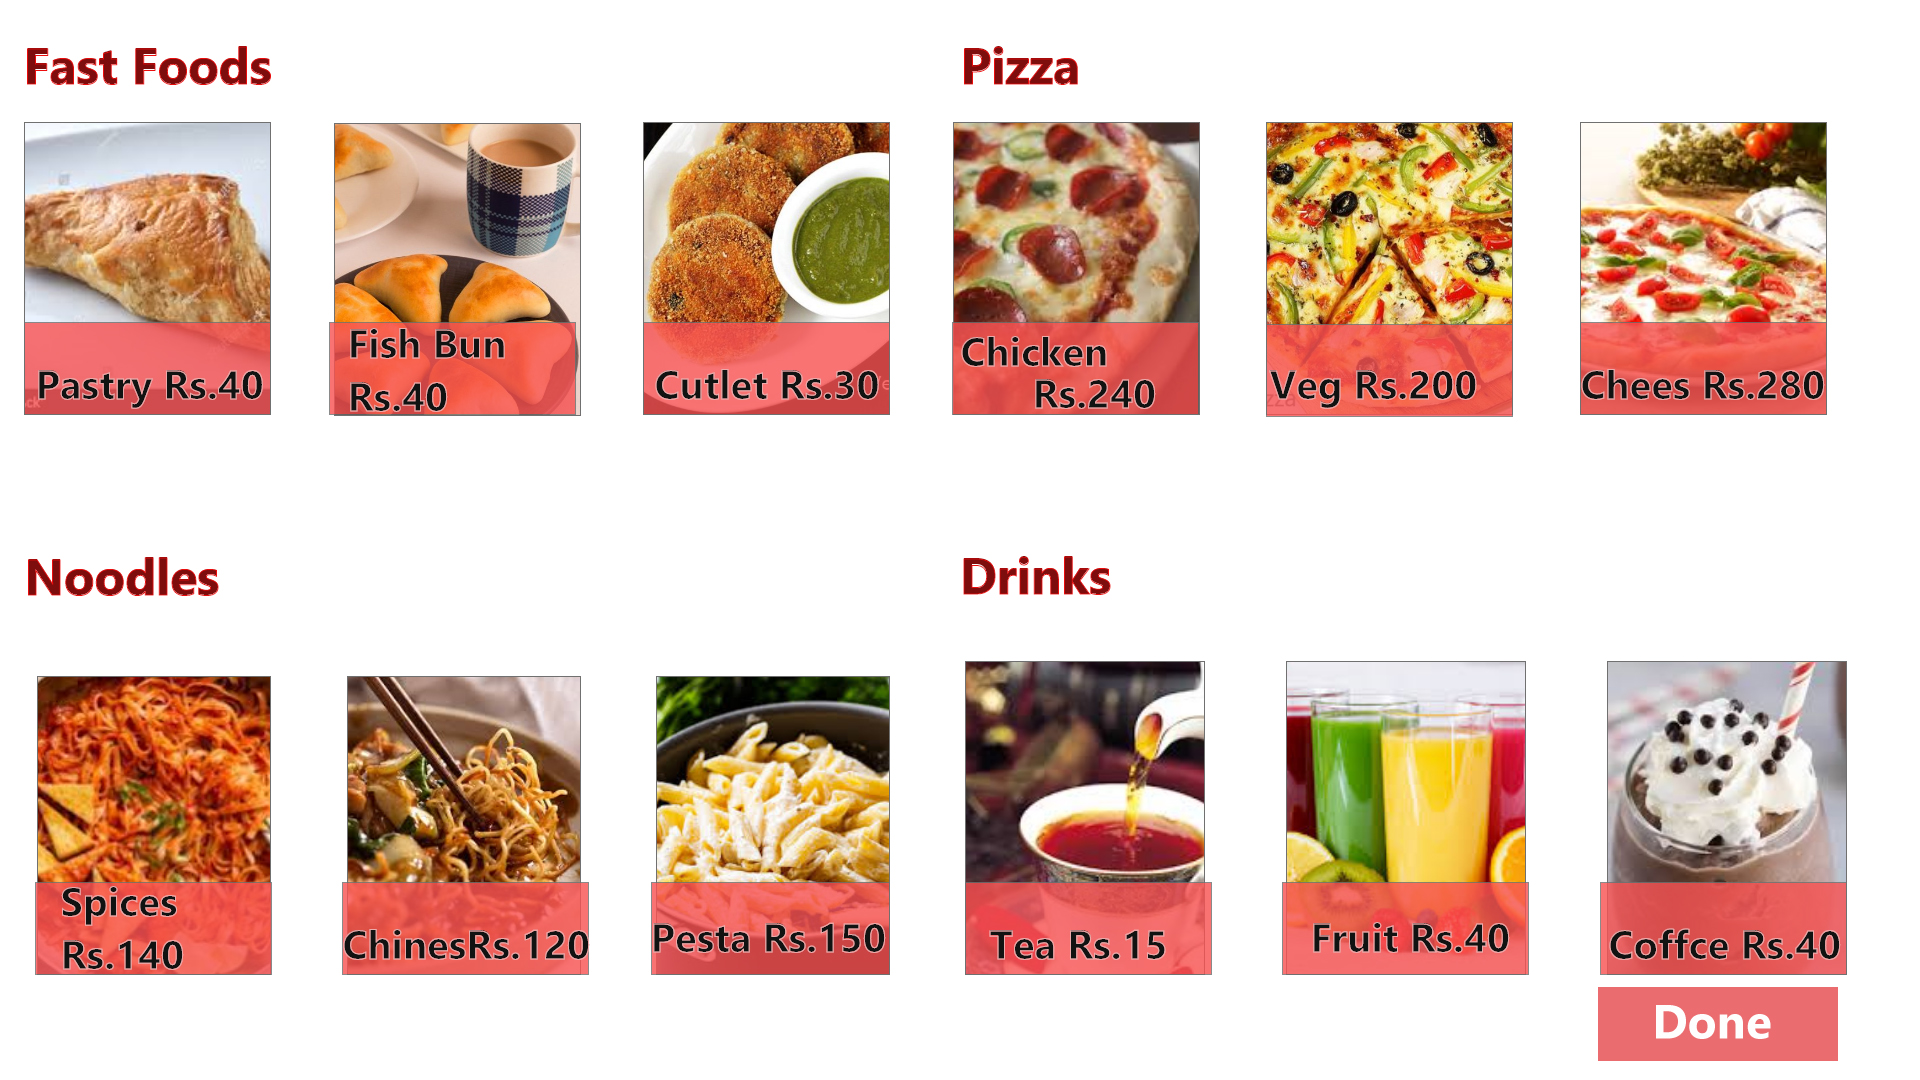 Fast Foods
Pizza
Pastry Rs.40
Fish Bun
Rs.40
Cutlet Rs.30
Chicken
Rs.240
Veg Rs.200
Chees Rs.280
Noodles
Drinks
Spices
Rs.140
ChinesRs.120
Pesta Rs.150
Tea Rs.15
Fruit Rs.40
Coffce Rs.40
Done